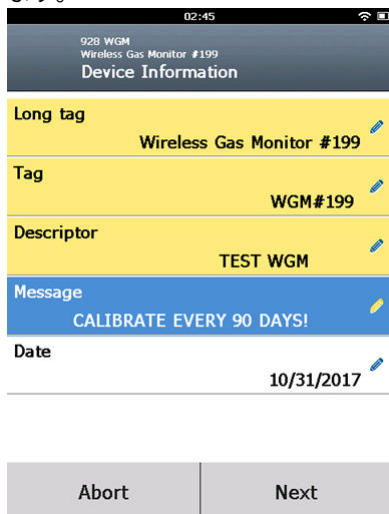 02:45
928 WGM
Wireless Gas Monitor #199
Device Information
Long tag
Wireless Gas Monitor #199
Tag
WGM#199
Descriptor
TEST WGM
Message
CALIBRATE EVERY 90 DAYS!
Date
10/31/2017
Abort
Next